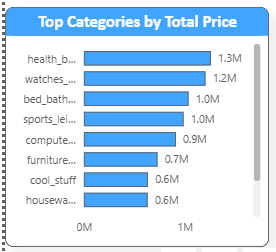 Top Categories by Total Price
health_b... 1.3M
watches_... 1.2M
bed_bath... 1.0M
sports_lei... 1.0M
compute... 0.9M
furniture... 0.7M
cool_stuff 0.6M
housewa... 0.6M
0M 1M